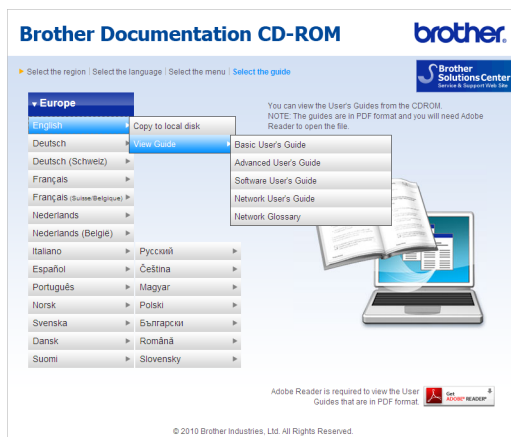 Brother Documentation CD-ROM
brother.
Select the region | Select the language | Select the menu | Select the guide
Brother
SolutionsCenter
Service & Support Web Site
Europe
You can view the User's Guides from the CDROM.
NOTE: The guides are in PDF format and you will need Adobe
Reader to open the file.
English
Copy to local disk
Deutsch
View Guide
Basic User's Guide
Deutsch (Schweiz)
Advanced User's Guide
Français
Software User's Guide
Français (Suisse/Belgique)
Network User's Guide
Nederlands
Network Glossary
Nederlands (België)
Italiano
Русский
Español
Čeština
Português
Magyar
Norsk
Polski
Svenska
Български
Dansk
Română
Suomi
Slovensky
Adobe Reader is required to view the User
Guides that are in PDF format.
Get
ADOBE® READER®
© 2010 Brother Industries, Ltd. All Rights Reserved.